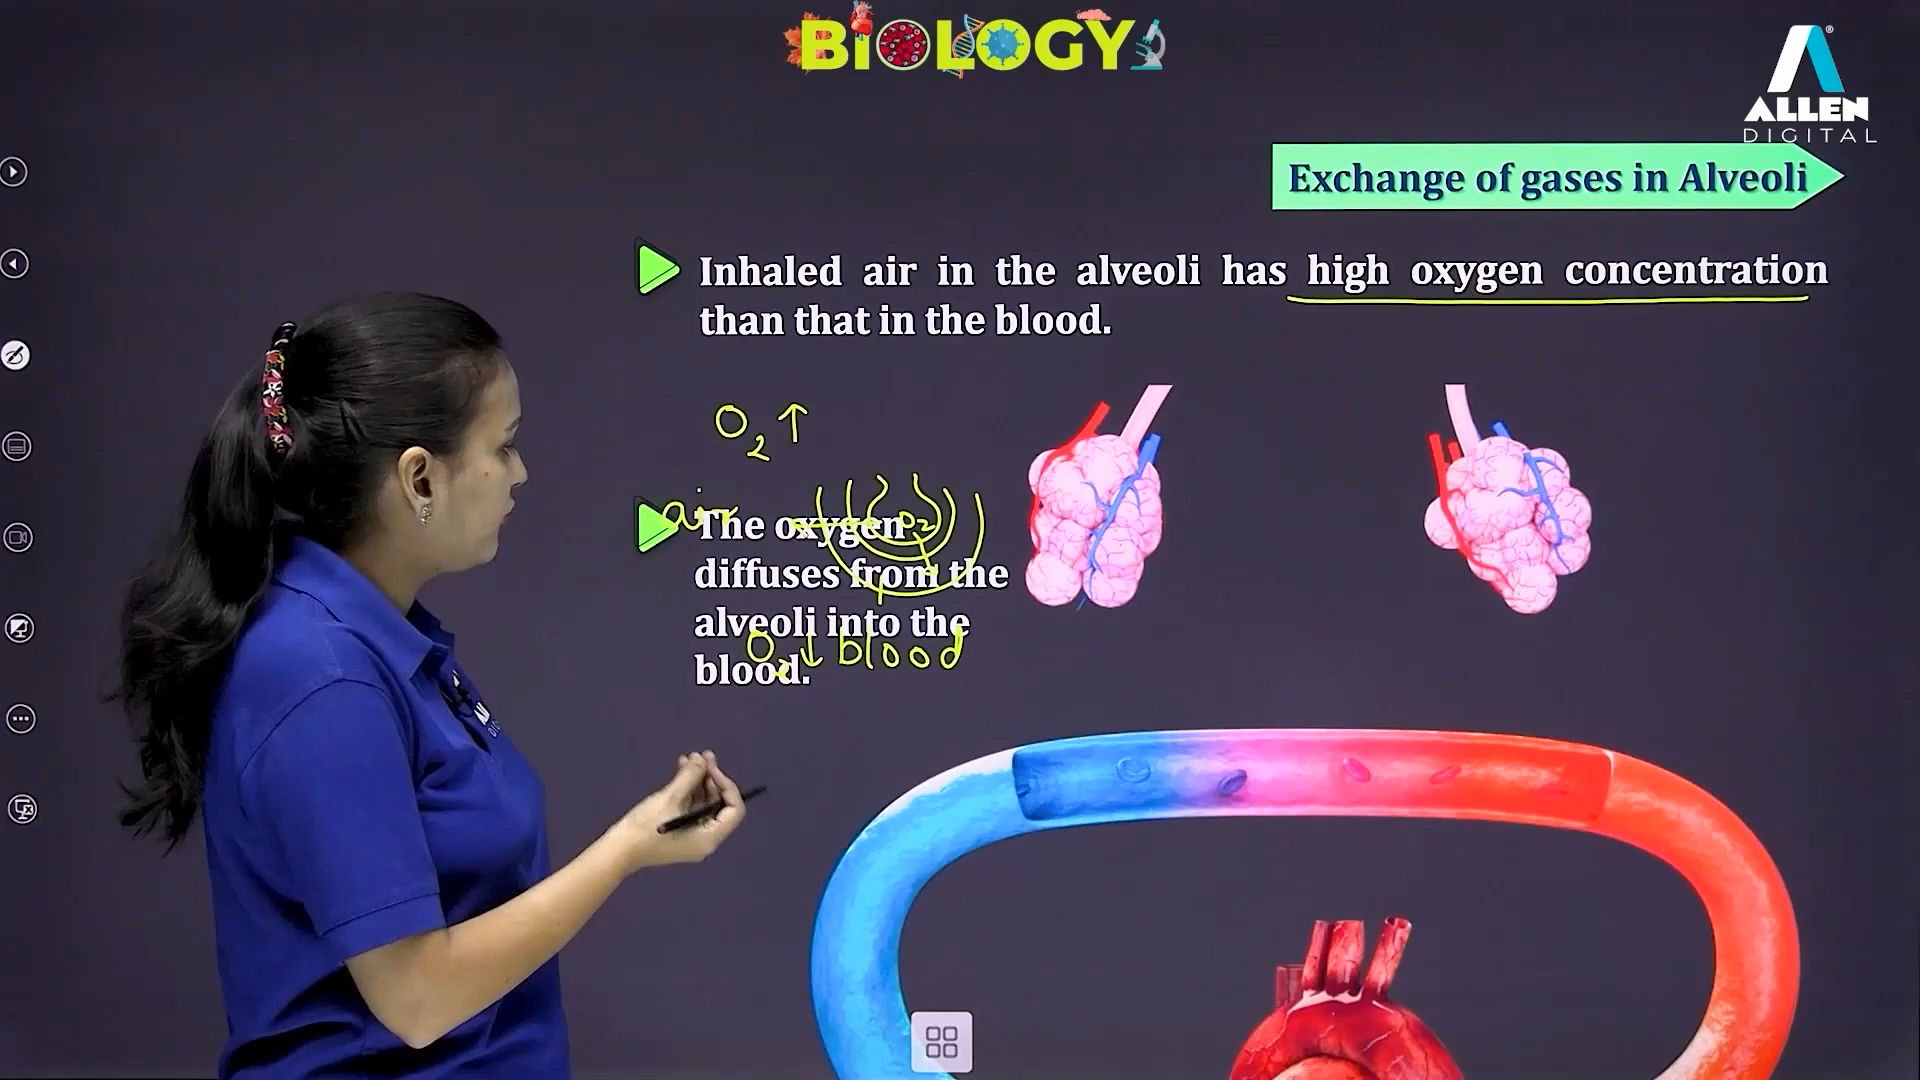 BIOLOGY
ALLEN
DIGITAL
Exchange of gases in Alveoli
Inhaled air in the alveoli has high oxygen concentration
than that in the blood.
O2 ↑
air
O2
The oxygen
diffuses from the
alveoli into the
blood.
O2 ↓ blood